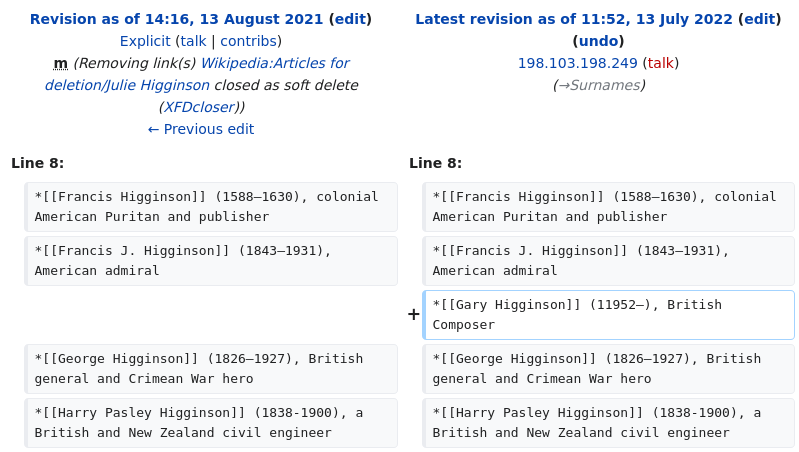 Revision as of 14:16, 13 August 2021 (edit)
Explicit (talk | contribs)
m (Removing link(s) Wikipedia:Articles for
deletion/Julie Higginson closed as soft delete
(XFDcloser))
← Previous edit
Latest revision as of 11:52, 13 July 2022 (edit)
(undo)
198.103.198.249 (talk)
(→Surnames)
Line 8:
Line 8:
*[[Francis Higginson]] (1588–1630), colonial
American Puritan and publisher
*[[Francis Higginson]] (1588–1630), colonial
American Puritan and publisher
*[[Francis J. Higginson]] (1843–1931),
American admiral
*[[Francis J. Higginson]] (1843–1931),
American admiral
+
*[[Gary Higginson]] (11952–), British
Composer
*[[George Higginson]] (1826–1927), British
general and Crimean War hero
*[[George Higginson]] (1826–1927), British
general and Crimean War hero
*[[Harry Pasley Higginson]] (1838-1900), a
British and New Zealand civil engineer
*[[Harry Pasley Higginson]] (1838-1900), a
British and New Zealand civil engineer